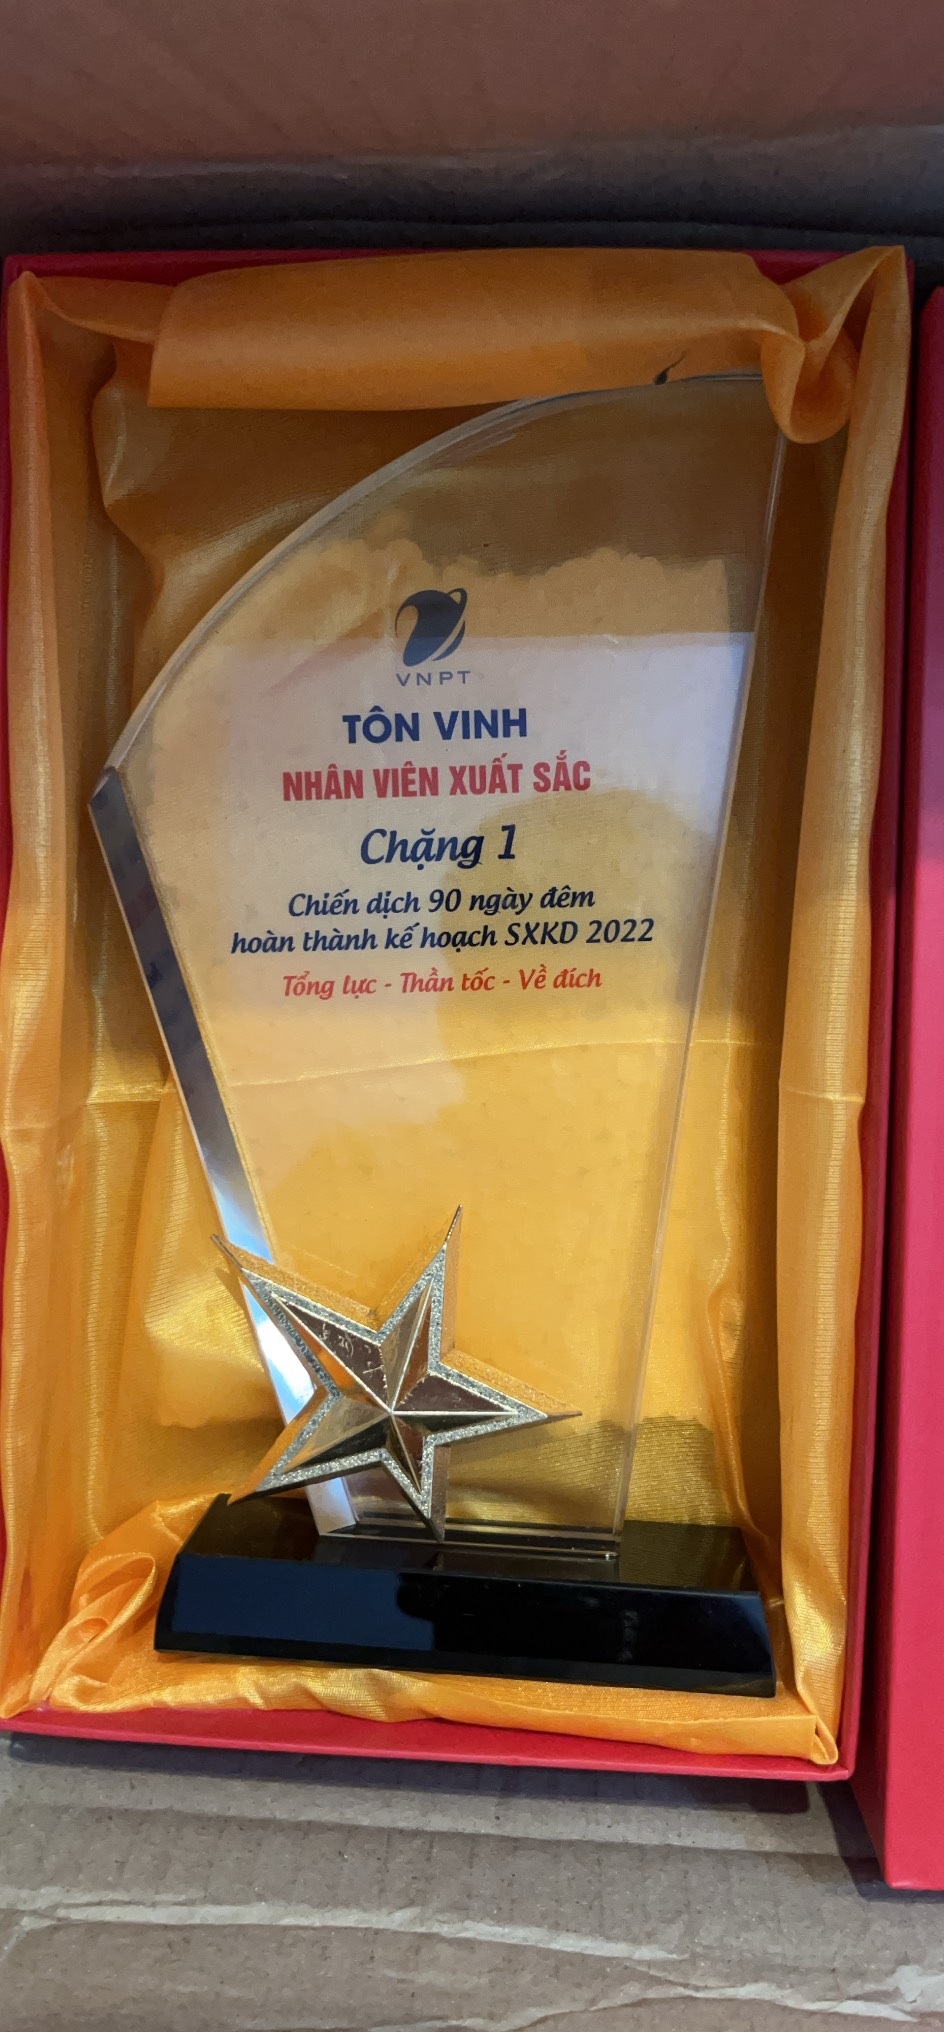 VNPT
TÔN VINH
NHÂN VIÊN XUẤT SẮC
Chặng 1
Chiến dịch 90 ngày đêm
hoàn thành kế hoạch SXKD 2022
Tổng lực - Thần tốc - Về đích